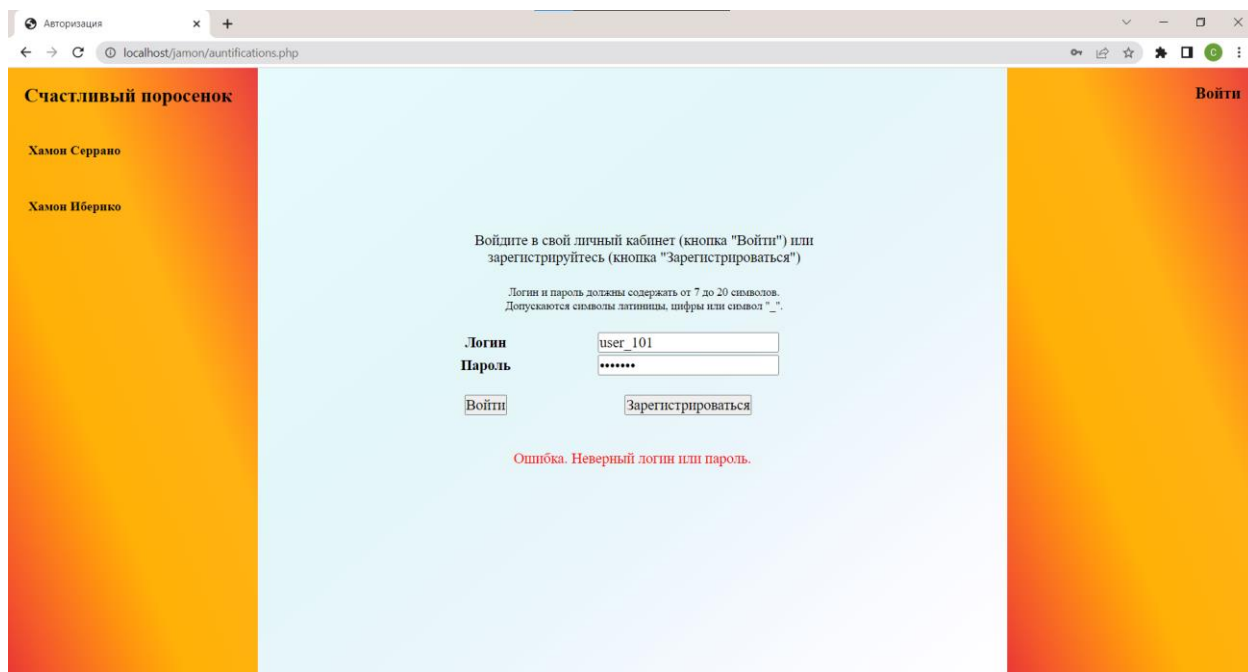 Авторизация
localhost/jamon/auntifications.php
С
Счастливый поросенок
Войти
Хамон Серрано
Хамон Иберико
Войдите в свой личный кабинет (кнопка "Войти") или
зарегистрируйтесь (кнопка "Зарегистрироваться")
Логин и пароль должны содержать от 7 до 20 символов.
Допускаются символы латиницы, цифры или символ "_".
Логин user_101
Пароль •••••••
Войти Зарегистрироваться
Ошибка. Неверный логин или пароль.